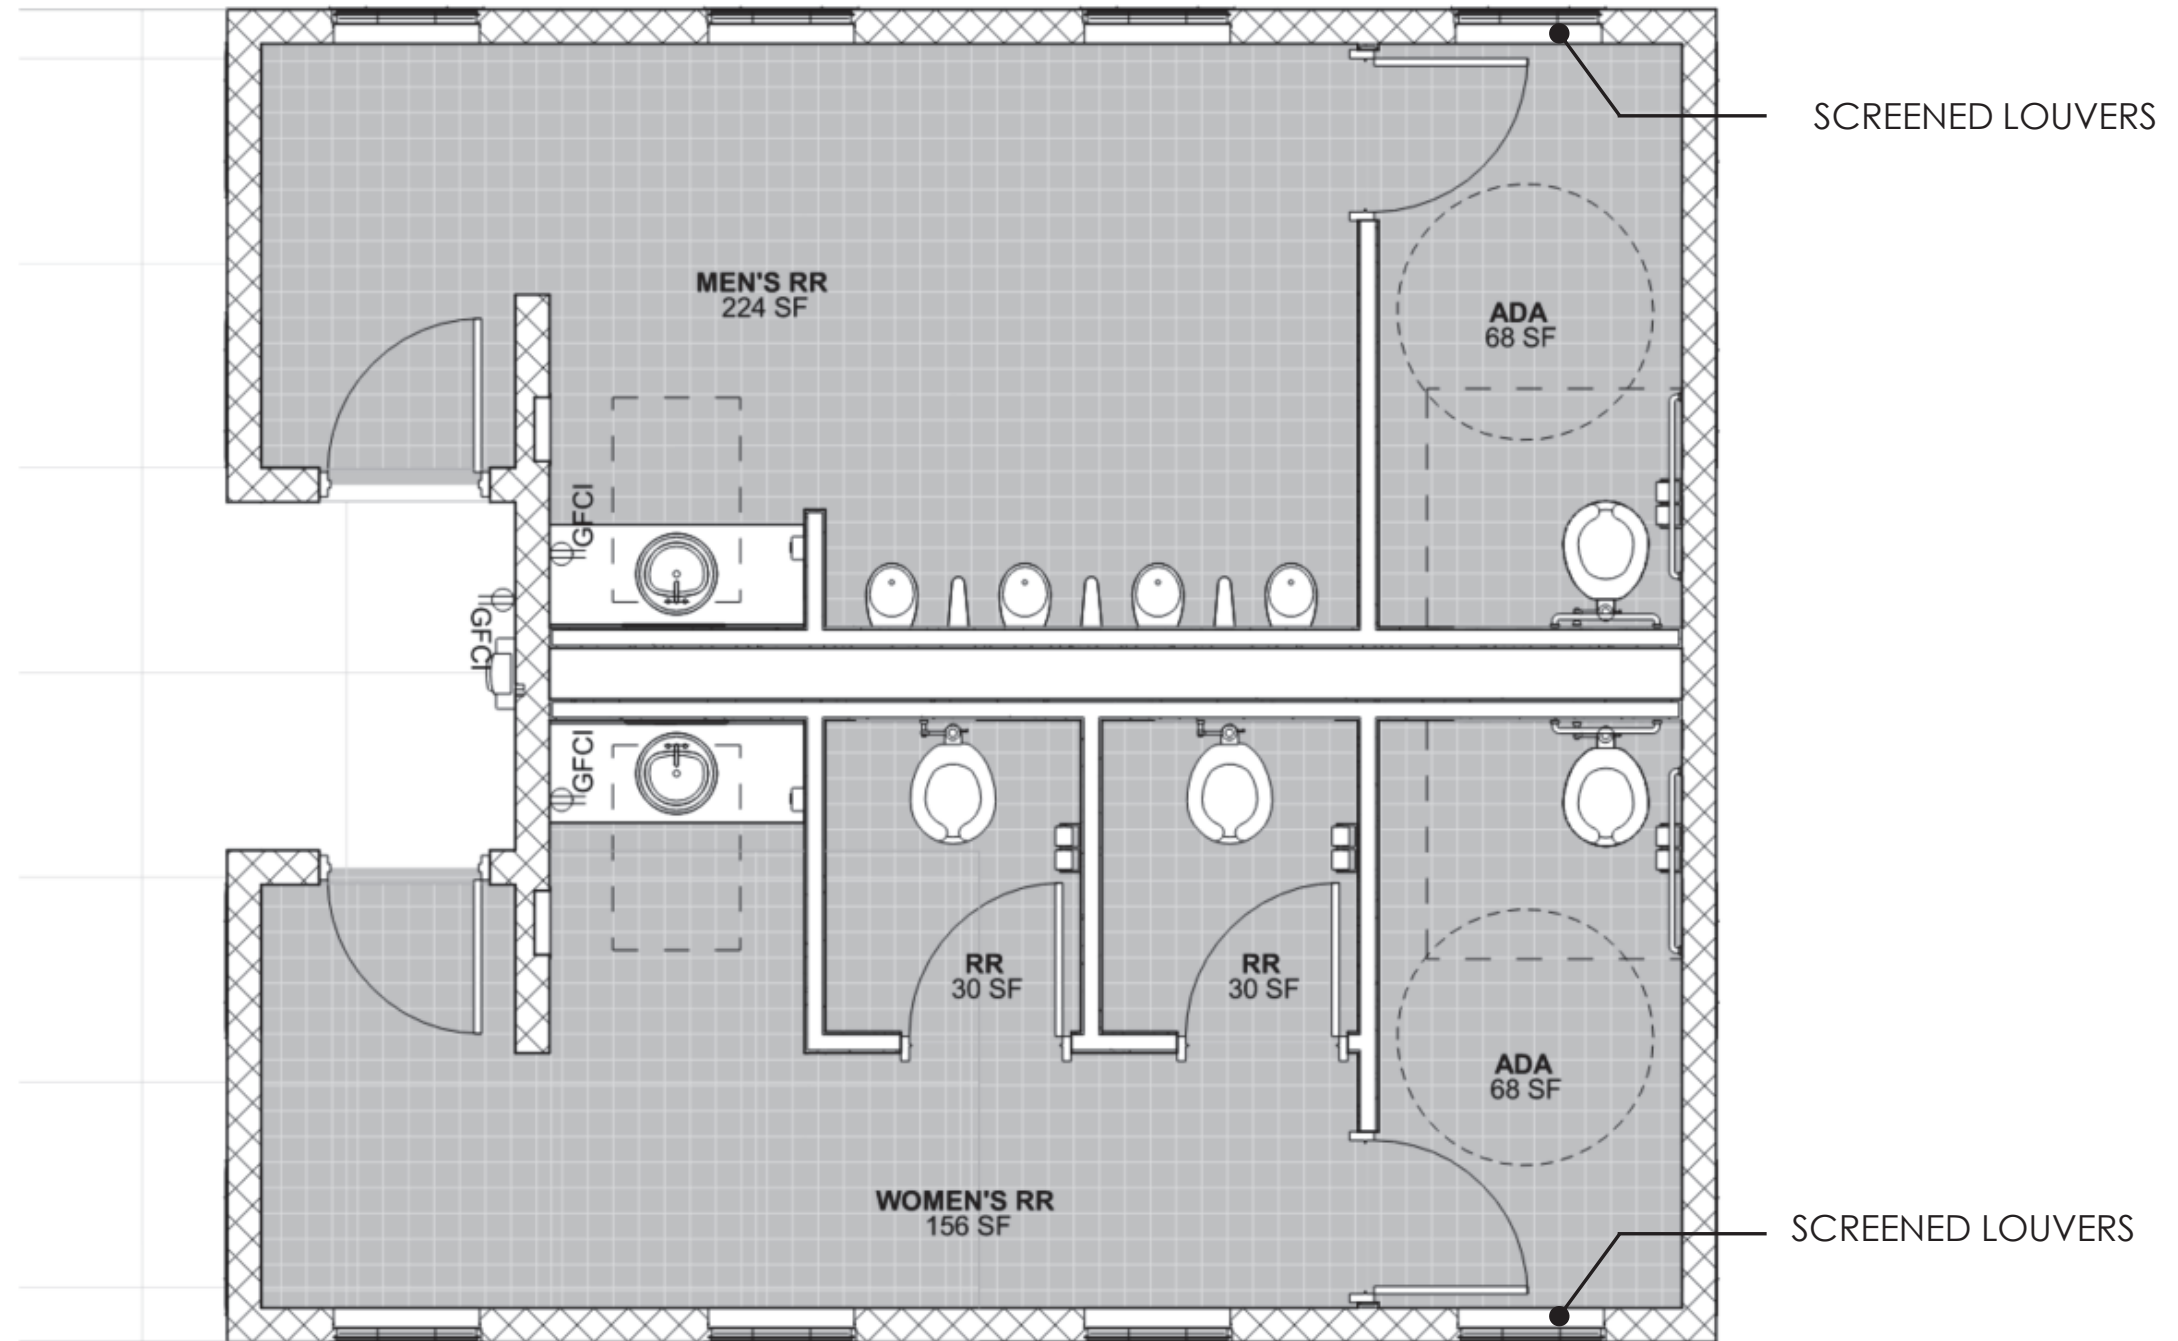 SCREENED LOUVERS
MEN'S RR
224 SF
ADA
68 SF
GFCI
GFCI
GFCI
RR
30 SF
RR
30 SF
ADA
68 SF
WOMEN'S RR
156 SF
SCREENED LOUVERS